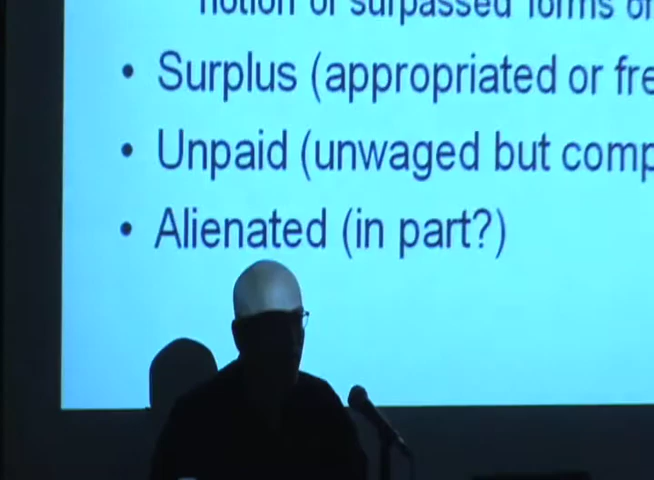 notion of surpassed forms of
• Surplus (appropriated or fre
• Unpaid (unwaged but comp
• Alienated (in part?)